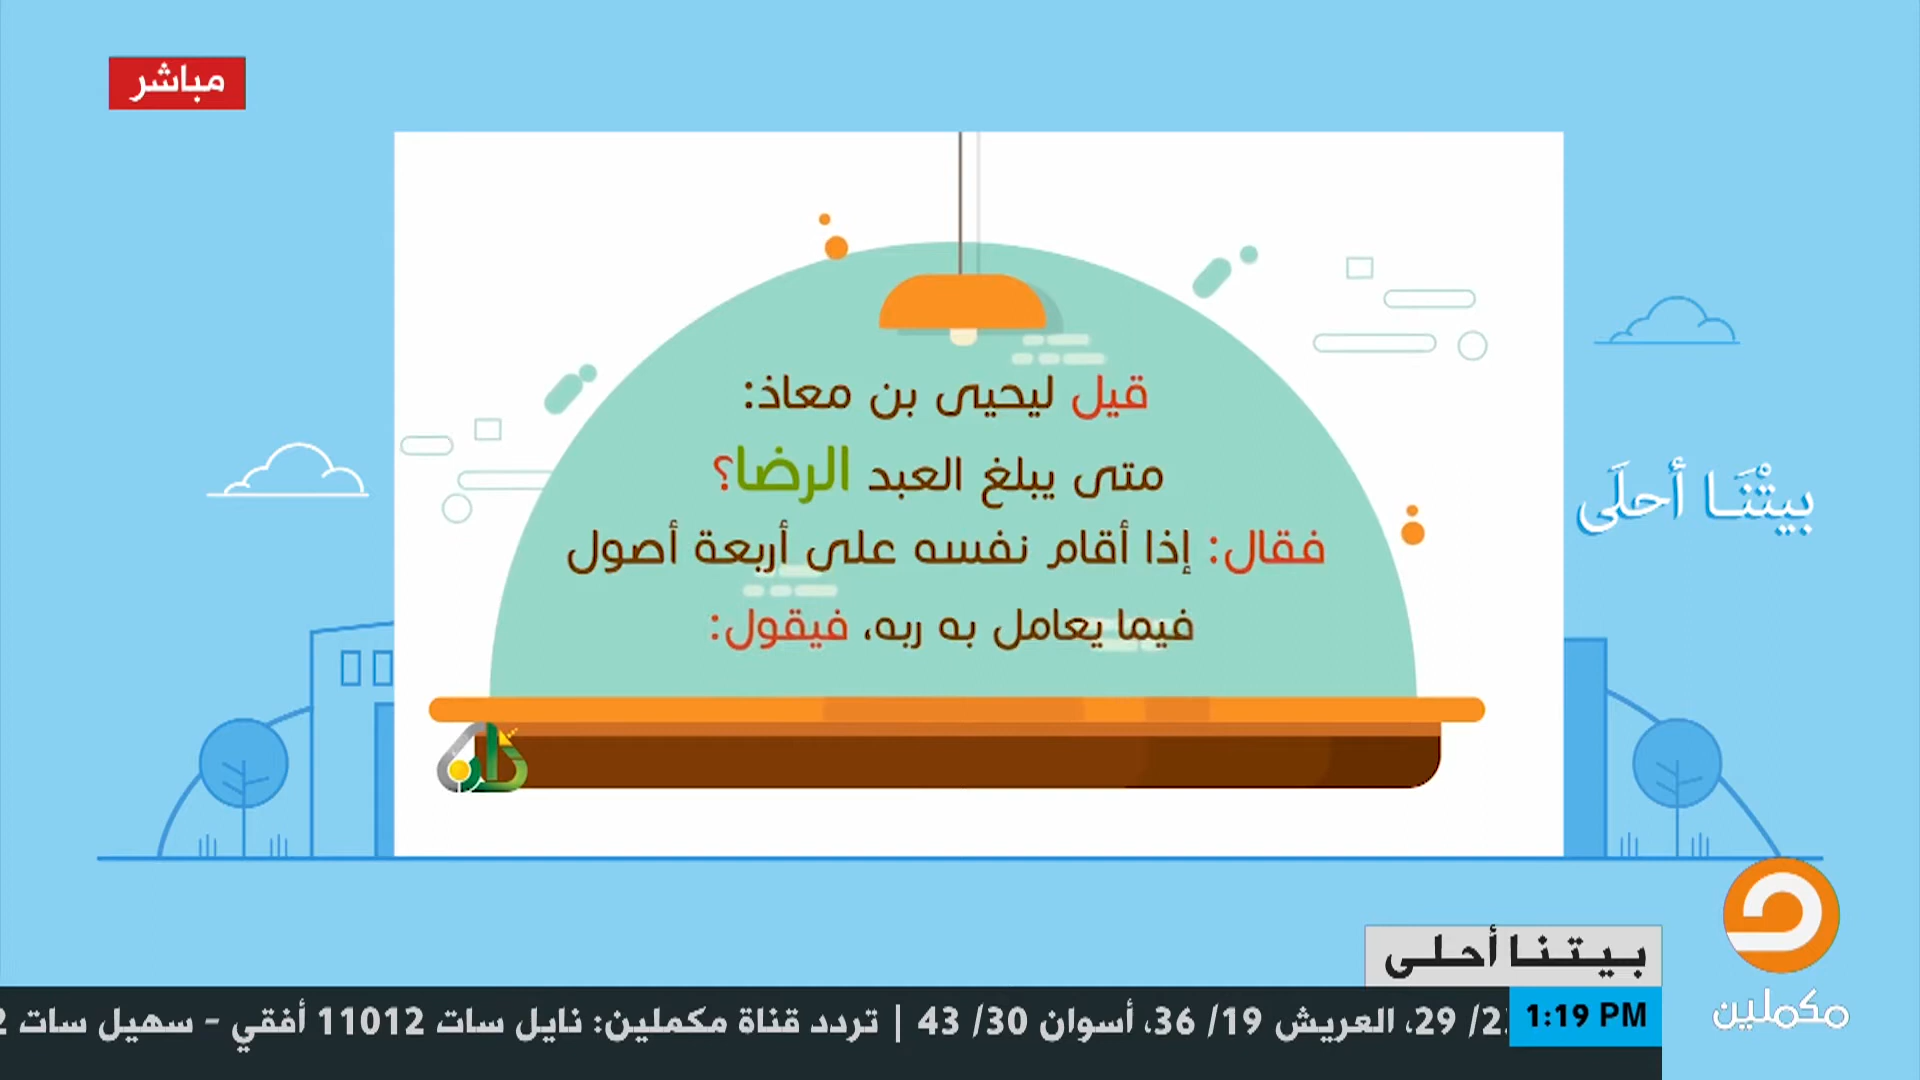 مباشر
قيل ليحيى بن معاذ:
متى يبلغ العبد الرضا؟
فقال: إذا أقام نفسه على أربعة أصول
فيما يعامل به ربه، فيقول:
بيتْنَا أحلَى
بيتنا أحلى
1:19 PM
/ 29، العريش 19/ 36، أسوان 30/ 43 | تردد قناة مكملين: نايل سات 11012 أفقي - سهيل سات
مكملين